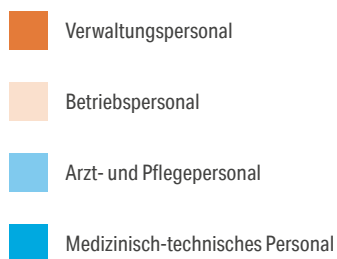 Verwaltungspersonal
Betriebspersonal
Arzt- und Pflegepersonal
Medizinisch-technisches Personal